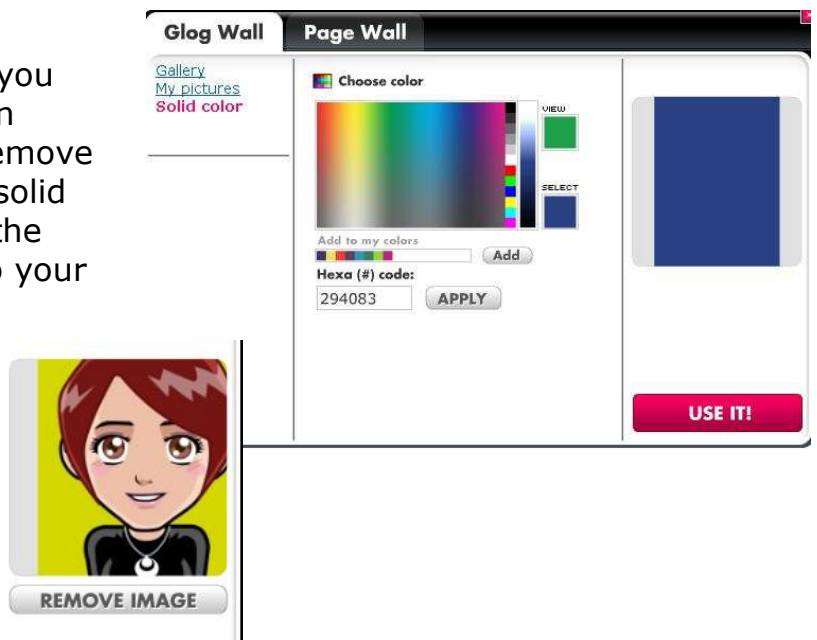 you
n
emove
solid
the
o your
Glog Wall
Page Wall
Gallery
My pictures
Solid color
Choose color
VIEW
SELECT
Add to my colors
Add
Hexa (#) code:
294083
APPLY
USE IT!
REMOVE IMAGE